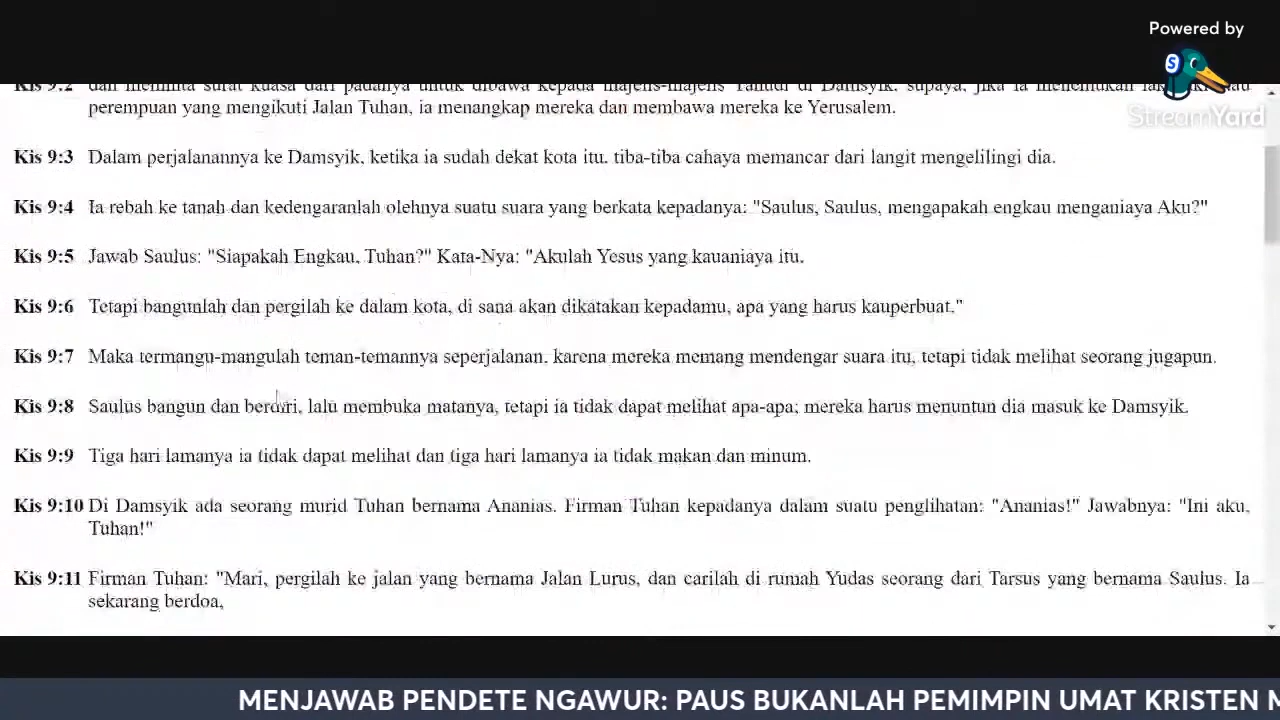 Powered by
StreamYard
Kis 9:2 dan meminta surat kuasa dari padanya untuk dibawa kepada majelis-majelis Yahudi di Damsyik, supaya, jika ia menemukan
perempuan yang mengikuti Jalan Tuhan, ia menangkap mereka dan membawa mereka ke Yerusalem.
Kis 9:3 Dalam perjalanannya ke Damsyik, ketika ia sudah dekat kota itu, tiba-tiba cahaya memancar dari langit mengelilingi dia.
Kis 9:4 Ia rebah ke tanah dan kedengaranlah olehnya suatu suara yang berkata kepadanya: "Saulus, Saulus, mengapakah engkau menganiaya Aku?"
Kis 9:5 Jawab Saulus: "Siapakah Engkau, Tuhan?" Kata-Nya: "Akulah Yesus yang kauaniaya itu.
Kis 9:6 Tetapi bangunlah dan pergilah ke dalam kota, di sana akan dikatakan kepadamu, apa yang harus kauperbuat."
Kis 9:7 Maka termangu-mangulah teman-temannya seperjalanan, karena mereka memang mendengar suara itu, tetapi tidak melihat seorang jugapun.
Kis 9:8 Saulus bangun dan berdiri, lalu membuka matanya, tetapi ia tidak dapat melihat apa-apa; mereka harus menuntun dia masuk ke Damsyik.
Kis 9:9 Tiga hari lamanya ia tidak dapat melihat dan tiga hari lamanya ia tidak makan dan minum.
Kis 9:10 Di Damsyik ada seorang murid Tuhan bernama Ananias. Firman Tuhan kepadanya dalam suatu penglihatan: "Ananias!" Jawabnya: "Ini aku,
Tuhan!"
Kis 9:11 Firman Tuhan: "Mari, pergilah ke jalan yang bernama Jalan Lurus, dan carilah di rumah Yudas seorang dari Tarsus yang bernama Saulus. Ia
sekarang berdoa,
MENJAWAB PENDETE NGAWUR: PAUS BUKANLAH PEMIMPIN UMAT KRISTEN